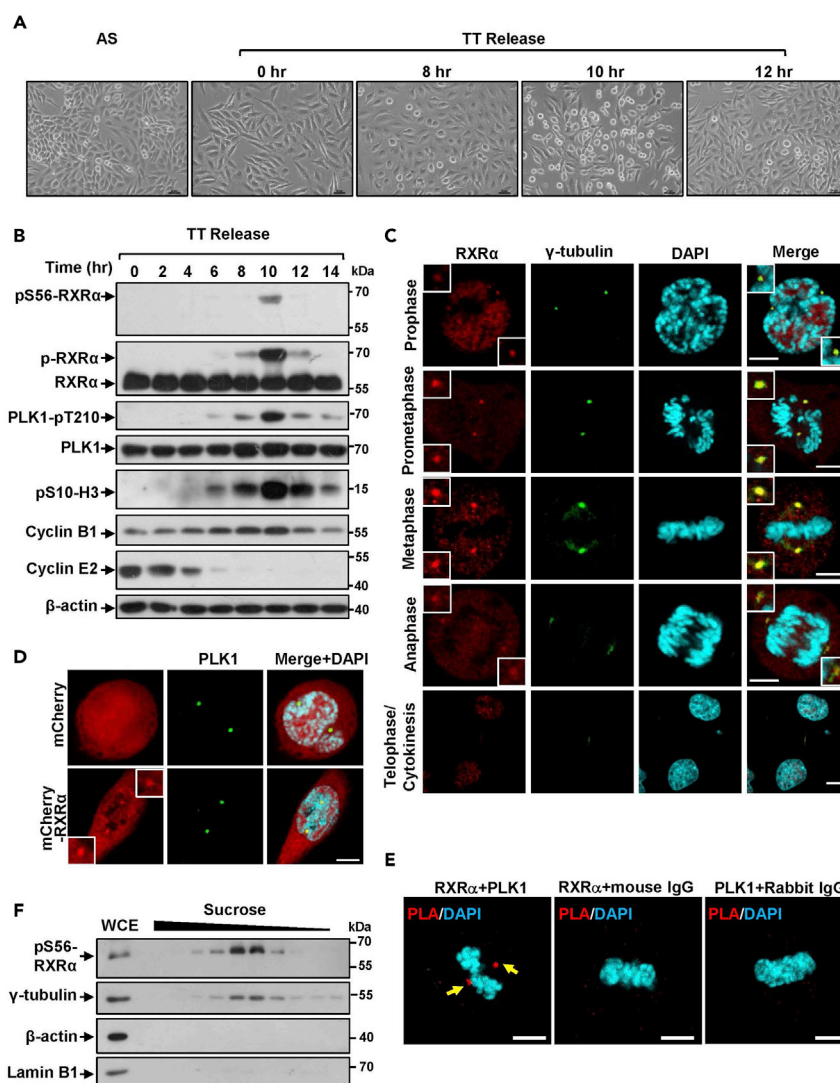 A
AS
TT Release
0 hr
8 hr
10 hr
12 hr
B
TT Release
Time (hr) 0 2 4 6 8 10 12 14 kDa
pS56-RXRα
70
55
p-RXRα
70
RXRα
55
PLK1-pT210
70
PLK1
70
pS10-H3
15
Cyclin B1
55
Cyclin E2
55
40
β-actin
40
C
RXRα γ-tubulin DAPI Merge
Prophase
Prometaphase
Metaphase
Anaphase
Telophase/
Cytokinesis
D
PLK1 Merge+DAPI
mCherry
mCherry
-RXRα
E
RXRα+PLK1 RXRα+mouse IgG PLK1+Rabbit IgG
PLA/DAPI PLA/DAPI PLA/DAPI
F
WCE Sucrose kDa
pS56-
RXRα
70
55
γ-tubulin
55
β-actin
40
Lamin B1
70